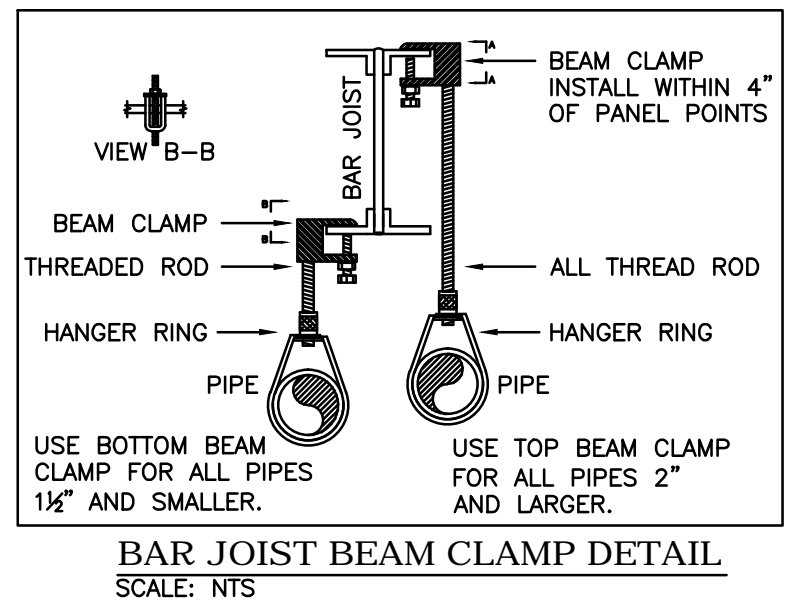 A
A
BEAM CLAMP
INSTALL WITHIN 4"
OF PANEL POINTS
BAR JOIST
VIEW B-B
B
B
BEAM CLAMP
THREADED ROD
ALL THREAD ROD
HANGER RING
HANGER RING
PIPE
PIPE
USE BOTTOM BEAM
CLAMP FOR ALL PIPES
1½" AND SMALLER.
USE TOP BEAM CLAMP
FOR ALL PIPES 2"
AND LARGER.
BAR JOIST BEAM CLAMP DETAIL
SCALE: NTS